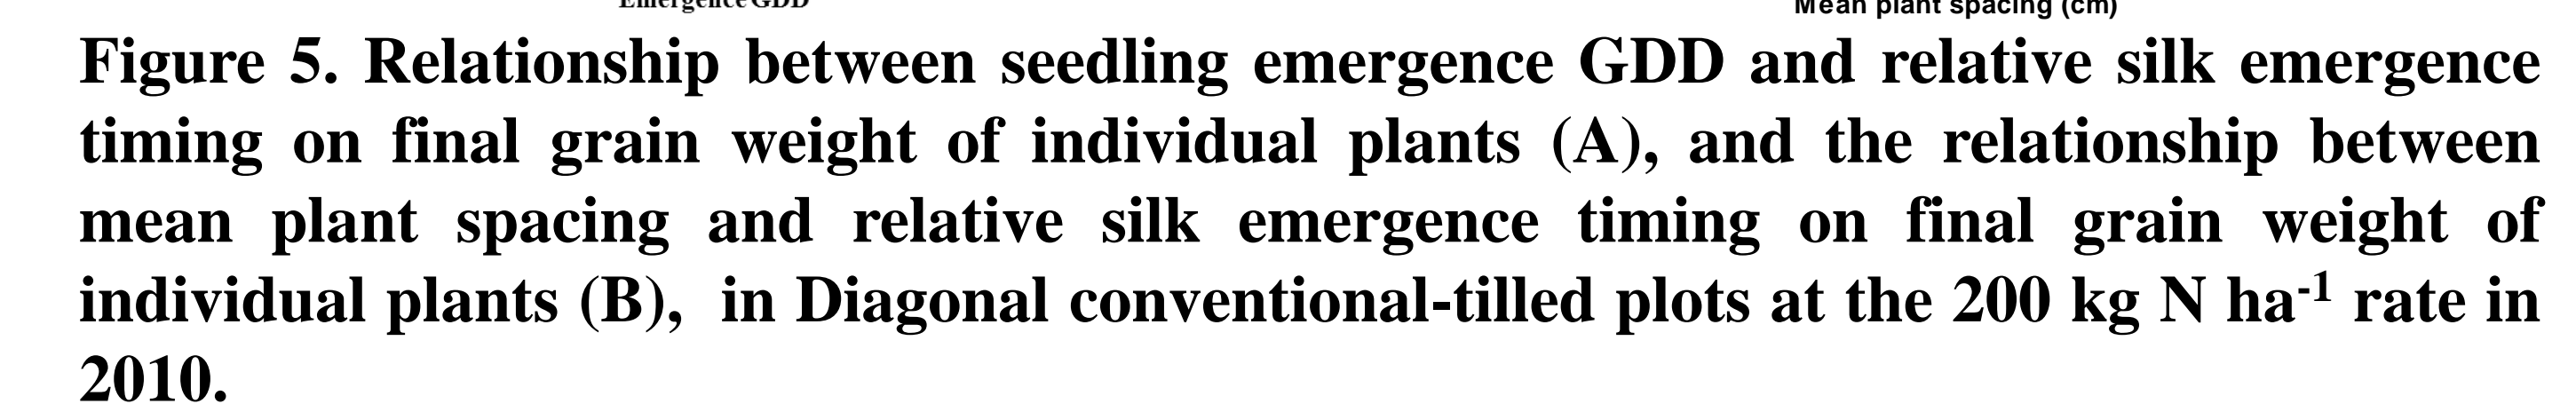 Emergence GDD
Mean plant spacing (cm)
Figure 5. Relationship between seedling emergence GDD and relative silk emergence
timing on final grain weight of individual plants (A), and the relationship between
mean plant spacing and relative silk emergence timing on final grain weight of
individual plants (B),  in Diagonal conventional-tilled plots at the 200 kg N ha⁻¹ rate in
2010.